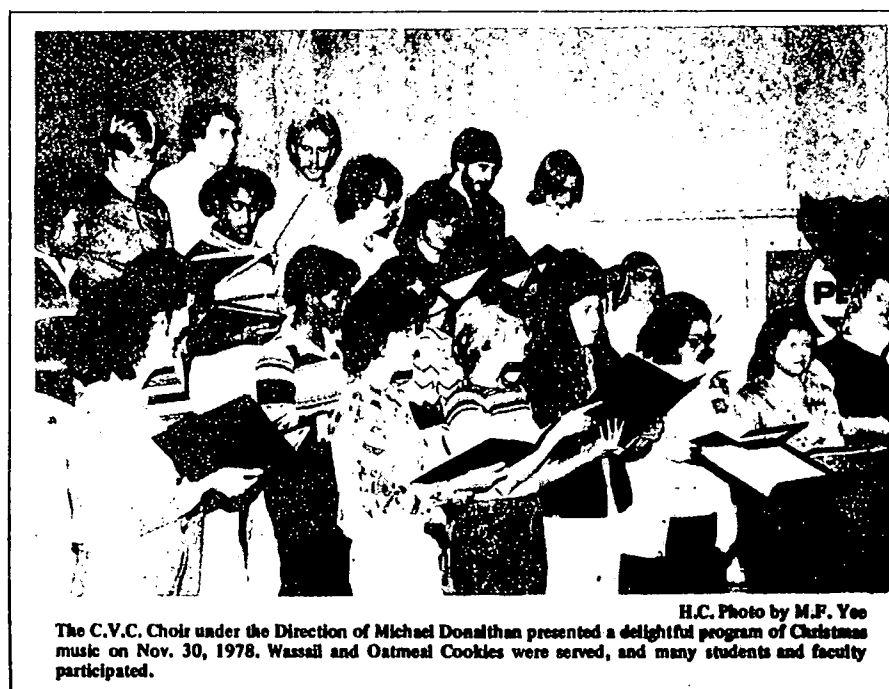 PE
H.C. Photo by M.F. Yee
The C.V.C. Choir under the Direction of Michael Donalthan presented a delightful program of Christmas
music on Nov. 30, 1978. Wassail and Oatmeal Cookies were served, and many students and faculty
participated.